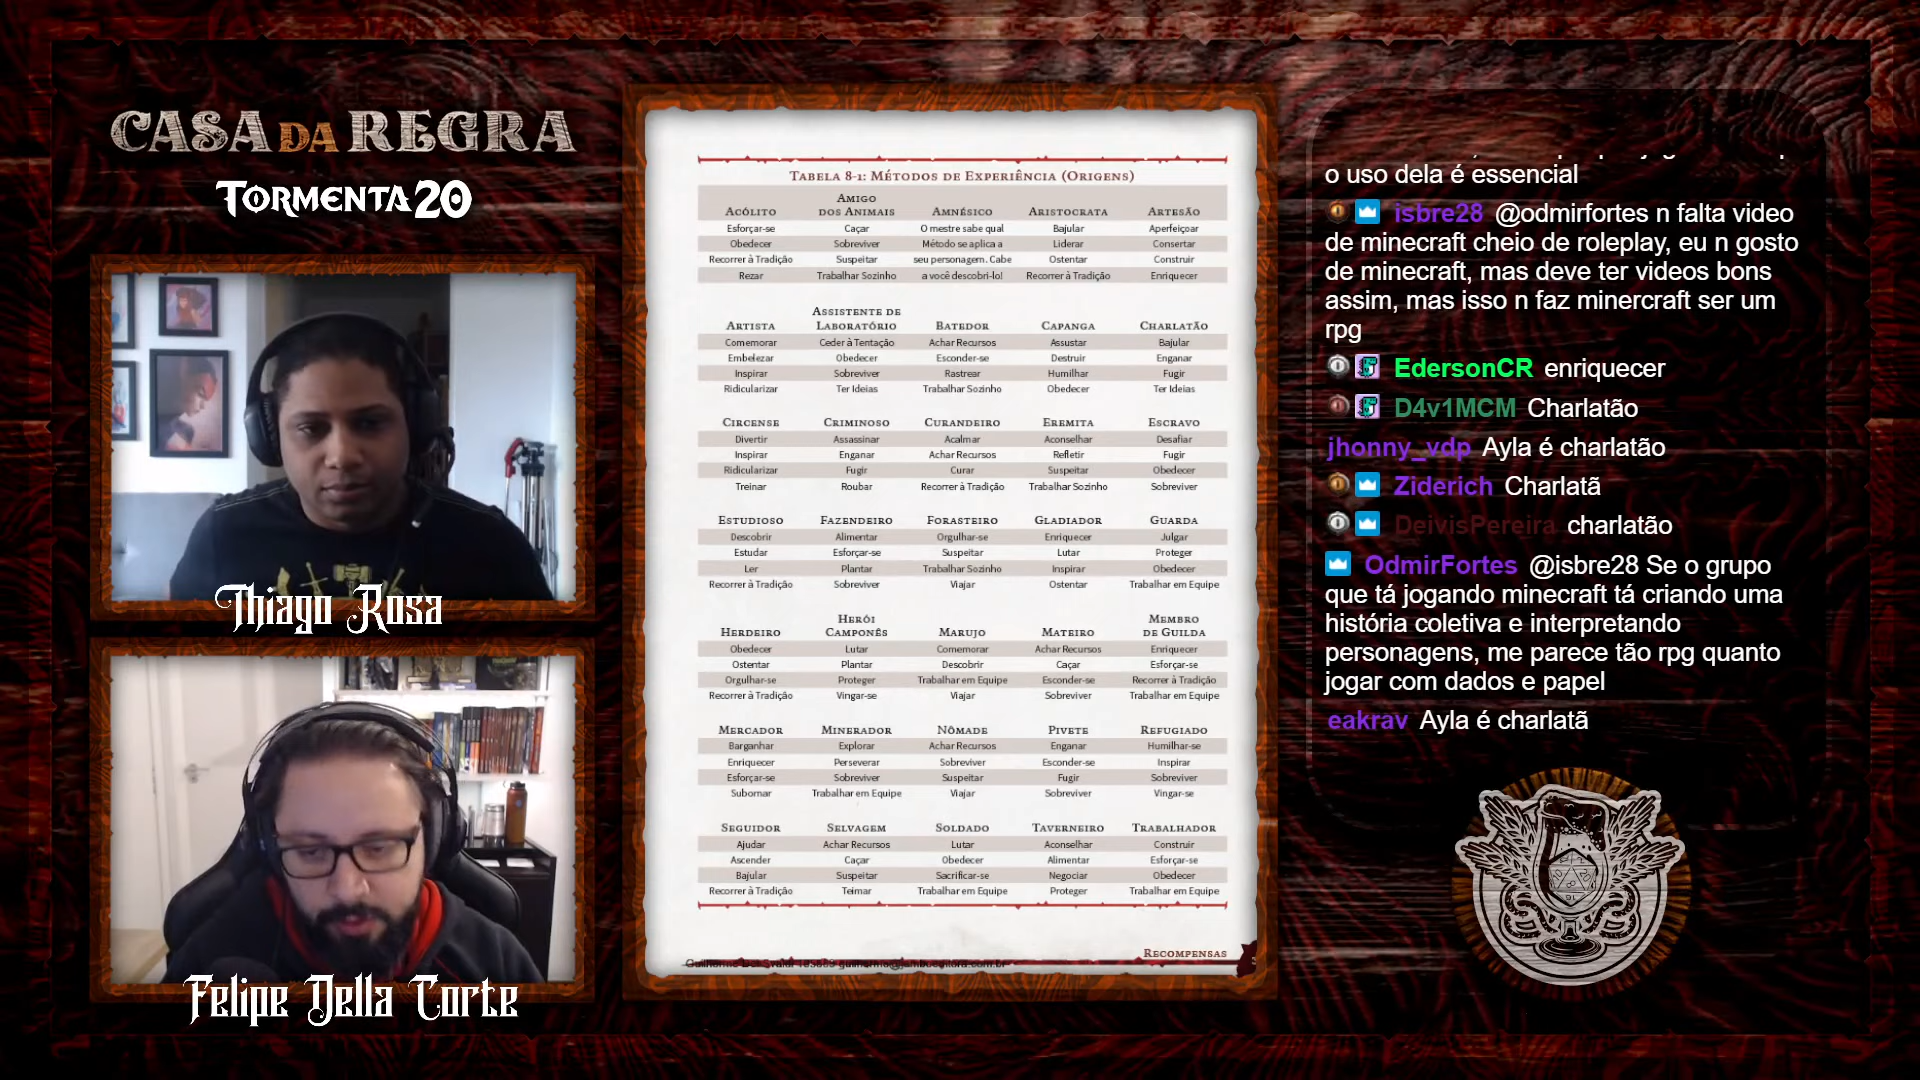 CASA DA REGRA
TORMENTA20
Thiago Rosa
Felipe Della Corte
TABELA 8-1: MÉTODOS DE EXPERIÊNCIA (ORIGENS)
ACÓLITO AMIGO DOS ANIMAIS AMNÉSICO ARISTOCRATA ARTESÃO
Esforçar-se Caçar O mestre sabe qual Bajular Aperfeiçoar
Obedecer Sobreviver Método se aplica a Liderar Consertar
Recorrer à Tradição Suspeitar seu personagem. Cabe Ostentar Construir
Rezar Trabalhar Sozinho a você descobri-lo! Recorrer à Tradição Enriquecer
ARTISTA ASSISTENTE DE LABORATÓRIO BATEDOR CAPANGA CHARLATÃO
Comemorar Ceder à Tentação Achar Recursos Assustar Bajular
Embelezar Obedecer Esconder-se Destruir Enganar
Inspirar Sobreviver Rastrear Humilhar Fugir
Ridicularizar Ter Ideias Trabalhar Sozinho Obedecer Ter Ideias
CIRCENSE CRIMINOSO CURANDEIRO EREMITA ESCRAVO
Divertir Assassinar Acalmar Aconselhar Desafiar
Inspirar Enganar Achar Recursos Refletir Fugir
Ridicularizar Fugir Curar Suspeitar Obedecer
Treinar Roubar Recorrer à Tradição Trabalhar Sozinho Sobreviver
ESTUDIOSO FAZENDEIRO FORASTEIRO GLADIADOR GUARDA
Descobrir Alimentar Orgulhar-se Enriquecer Julgar
Estudar Esforçar-se Suspeitar Lutar Proteger
Ler Plantar Trabalhar Sozinho Inspirar Obedecer
Recorrer à Tradição Sobreviver Viajar Ostentar Trabalhar em Equipe
HERDEIRO HERÓI CAMPONÊS MARUJO MATEIRO MEMBRO DE GUILDA
Obedecer Lutar Comemorar Achar Recursos Enriquecer
Ostentar Plantar Descobrir Caçar Esforçar-se
Orgulhar-se Proteger Trabalhar em Equipe Esconder-se Recorrer à Tradição
Recorrer à Tradição Vingar-se Viajar Sobreviver Trabalhar em Equipe
MERCADOR MINERADOR NÔMADE PIVETE REFUGIADO
Barganhar Explorar Achar Recursos Enganar Humilhar-se
Enriquecer Perseverar Sobreviver Esconder-se Inspirar
Esforçar-se Sobreviver Suspeitar Fugir Sobreviver
Subornar Trabalhar em Equipe Viajar Sobreviver Vingar-se
SEGUIDOR SELVAGEM SOLDADO TAVERNEIRO TRABALHADOR
Ajudar Achar Recursos Lutar Aconselhar Construir
Ascender Caçar Obedecer Alimentar Esforçar-se
Bajular Suspeitar Sacrificar-se Negociar Obedecer
Recorrer à Tradição Teimar Trabalhar em Equipe Proteger Trabalhar em Equipe
RECOMPENSAS
o uso dela é essencial
isbre28 @odmirfortes n falta video
de minecraft cheio de roleplay, eu n gosto
de minecraft, mas deve ter videos bons
assim, mas isso n faz minercraft ser um
rpg
EdersonCR enriquecer
D4v1MCM Charlatão
jhonny_vdp Ayla é charlatão
Ziderich Charlatã
DeivisPereira charlatão
OdmirFortes @isbre28 Se o grupo
que tá jogando minecraft tá criando uma
história coletiva e interpretando
personagens, me parece tão rpg quanto
jogar com dados e papel
eakrav Ayla é charlatã